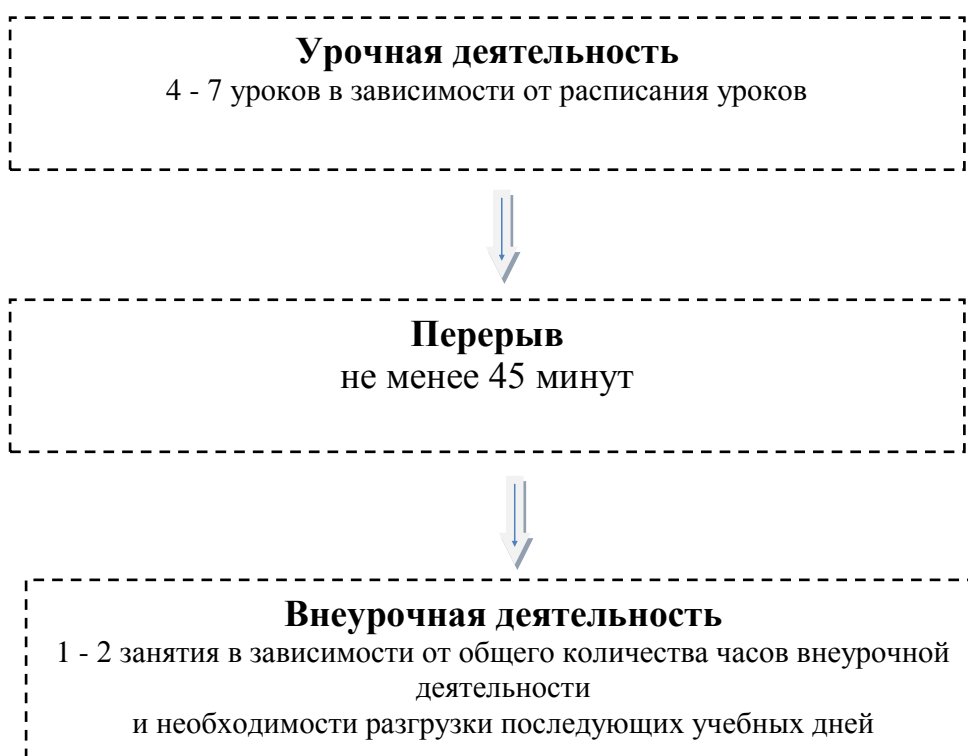 Урочная деятельность
4 - 7 уроков в зависимости от расписания уроков
Перерыв
не менее 45 минут
Внеурочная деятельность
1 - 2 занятия в зависимости от общего количества часов внеурочной
деятельности
и необходимости разгрузки последующих учебных дней